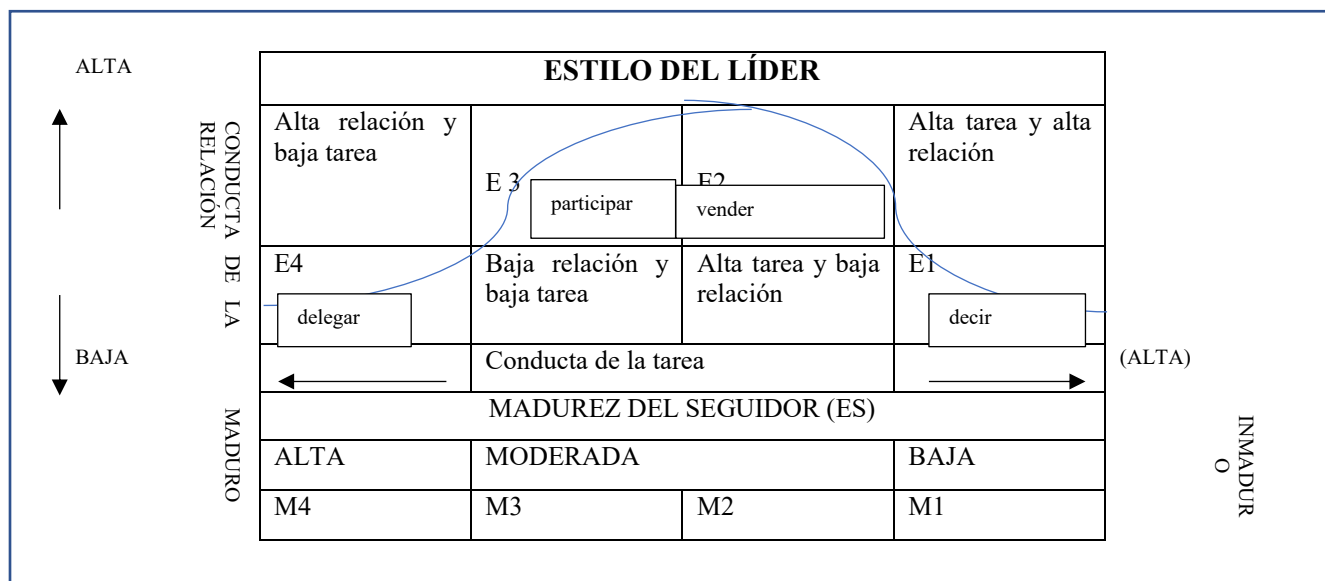 ALTA
ESTILO DEL LÍDER
CONDUCTA DE LA
RELACIÓN
Alta relación y
baja tarea
E 3
participar
E2
vender
Alta tarea y alta
relación
E4
delegar
Baja relación y
baja tarea
Alta tarea y baja
relación
E1
decir
BAJA
Conducta de la tarea
(ALTA)
MADURO
MADUREZ DEL SEGUIDOR (ES)
INMADUR
O
ALTA
MODERADA
BAJA
M4
M3
M2
M1